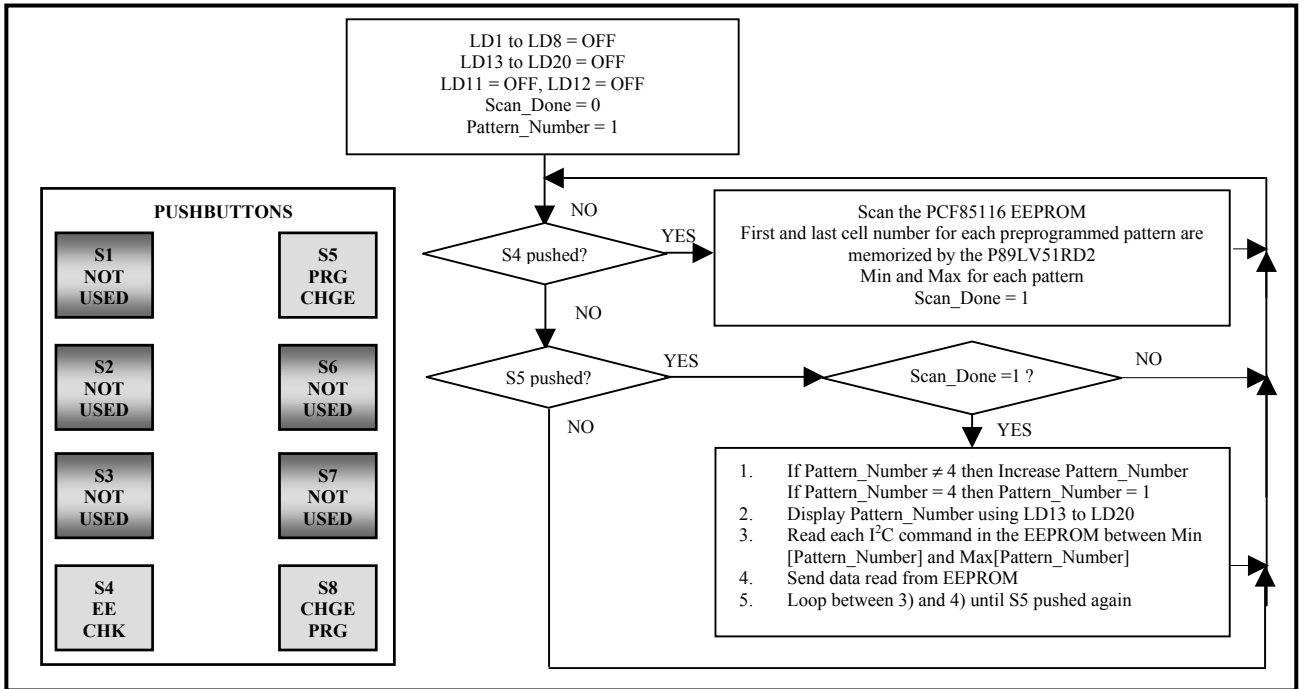 LD1 to LD8 = OFF
LD13 to LD20 = OFF
LD11 = OFF, LD12 = OFF
Scan_Done = 0
Pattern_Number = 1
PUSHBUTTONS
S1
NOT
USED
S5
PRG
CHGE
S2
NOT
USED
S6
NOT
USED
S3
NOT
USED
S7
NOT
USED
S4
EE
CHK
S8
CHGE
PRG
NO
S4 pushed?
YES
Scan the PCF85116 EEPROM
First and last cell number for each preprogrammed pattern are
memorized by the P89LV51RD2
Min and Max for each pattern
Scan_Done = 1
NO
S5 pushed?
YES
Scan_Done =1 ?
NO
NO
YES
1. If Pattern_Number ≠ 4 then Increase Pattern_Number
If Pattern_Number = 4 then Pattern_Number = 1
2. Display Pattern_Number using LD13 to LD20
3. Read each I²C command in the EEPROM between Min
[Pattern_Number] and Max[Pattern_Number]
4. Send data read from EEPROM
5. Loop between 3) and 4) until S5 pushed again